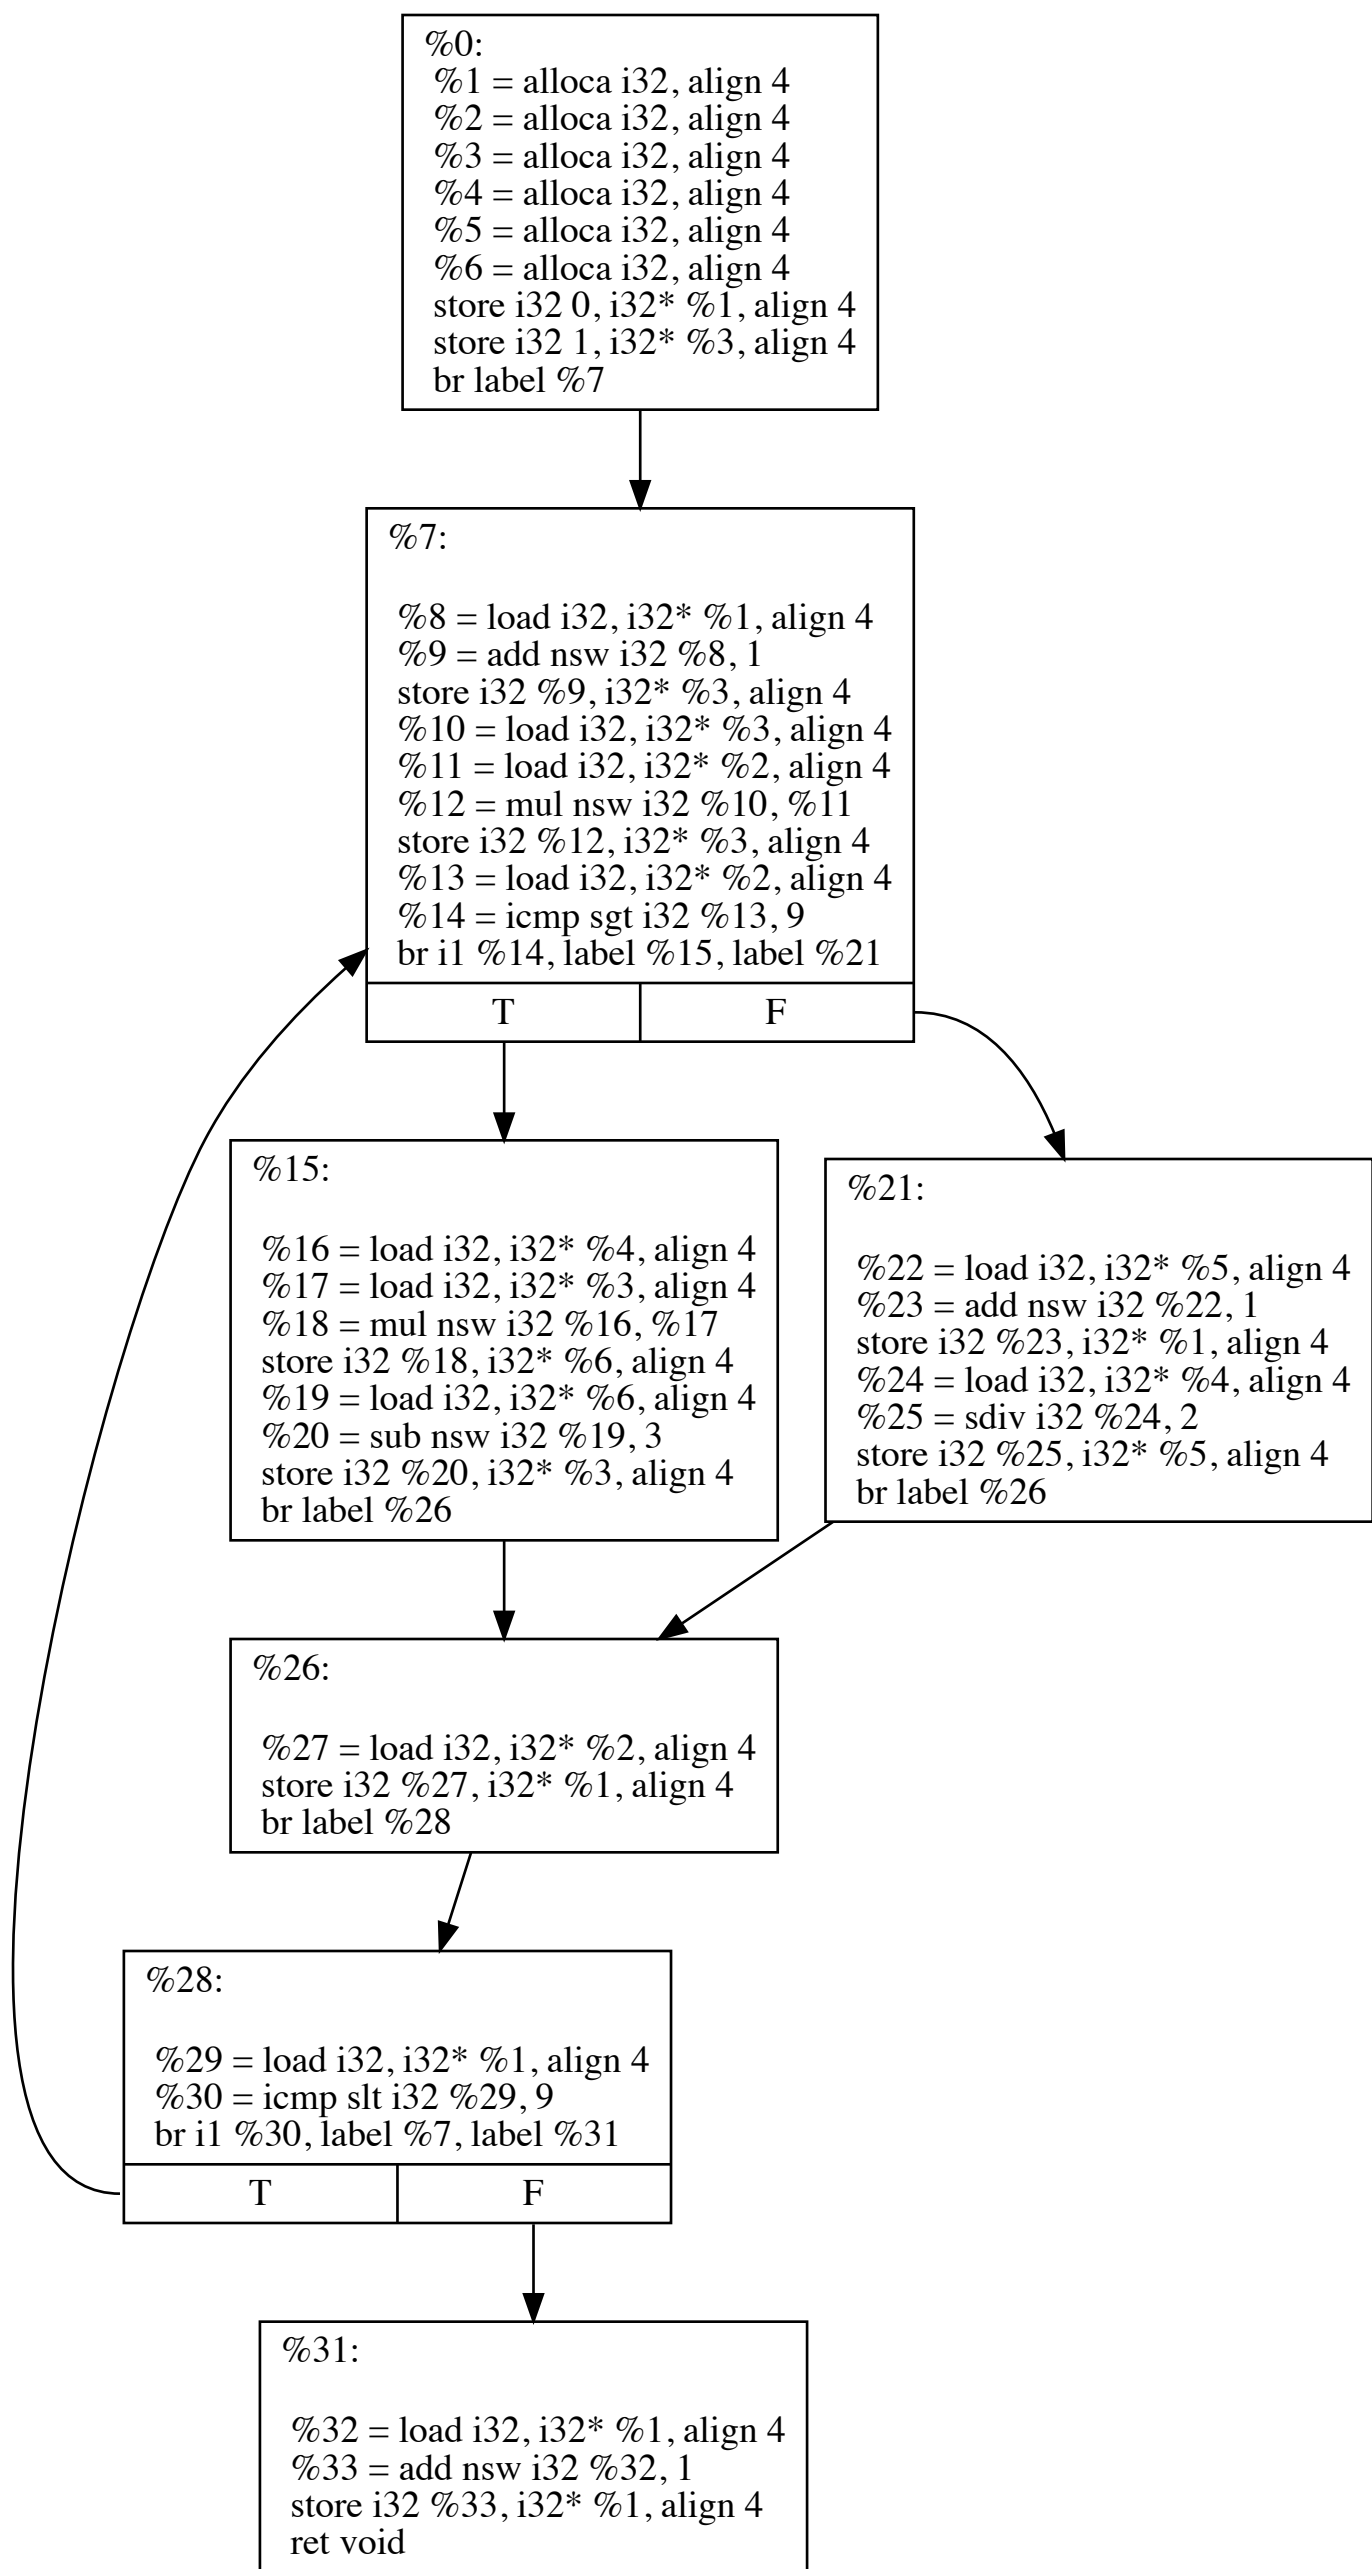 %0:
%1 = alloca i32, align 4
%2 = alloca i32, align 4
%3 = alloca i32, align 4
%4 = alloca i32, align 4
%5 = alloca i32, align 4
%6 = alloca i32, align 4
store i32 0, i32* %1, align 4
store i32 1, i32* %3, align 4
br label %7
%7:
%8 = load i32, i32* %1, align 4
%9 = add nsw i32 %8, 1
store i32 %9, i32* %3, align 4
%10 = load i32, i32* %3, align 4
%11 = load i32, i32* %2, align 4
%12 = mul nsw i32 %10, %11
store i32 %12, i32* %3, align 4
%13 = load i32, i32* %2, align 4
%14 = icmp sgt i32 %13, 9
br i1 %14, label %15, label %21
T F
%15:
%16 = load i32, i32* %4, align 4
%17 = load i32, i32* %3, align 4
%18 = mul nsw i32 %16, %17
store i32 %18, i32* %6, align 4
%19 = load i32, i32* %6, align 4
%20 = sub nsw i32 %19, 3
store i32 %20, i32* %3, align 4
br label %26
%21:
%22 = load i32, i32* %5, align 4
%23 = add nsw i32 %22, 1
store i32 %23, i32* %1, align 4
%24 = load i32, i32* %4, align 4
%25 = sdiv i32 %24, 2
store i32 %25, i32* %5, align 4
br label %26
%26:
%27 = load i32, i32* %2, align 4
store i32 %27, i32* %1, align 4
br label %28
%28:
%29 = load i32, i32* %1, align 4
%30 = icmp slt i32 %29, 9
br i1 %30, label %7, label %31
T F
%31:
%32 = load i32, i32* %1, align 4
%33 = add nsw i32 %32, 1
store i32 %33, i32* %1, align 4
ret void